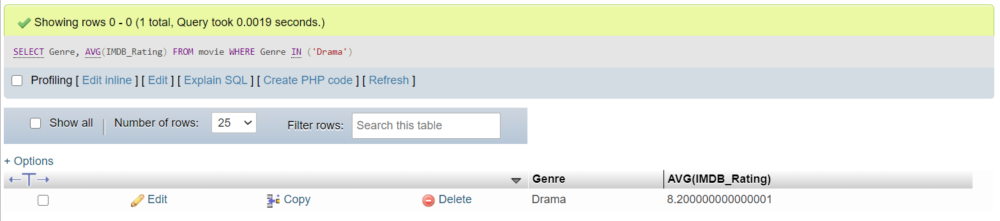 Showing rows 0 - 0 (1 total, Query took 0.0019 seconds.)
SELECT Genre, AVG(IMDB_Rating) FROM movie WHERE Genre IN ('Drama')
Profiling [ Edit inline ] [ Edit ] [ Explain SQL ] [ Create PHP code ] [ Refresh ]
Show all | Number of rows: 25 Filter rows: Search this table
+ Options
←T→ Genre AVG(IMDB_Rating)
Edit Copy Delete Drama 8.200000000000001